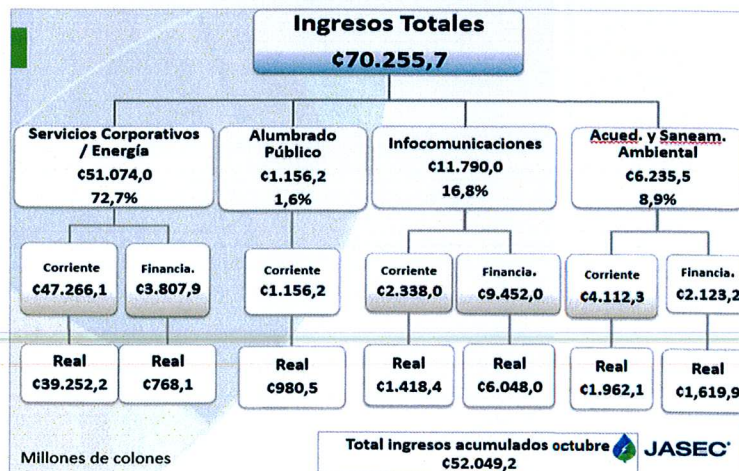 Ingresos Totales
¢70.255,7
Servicios Corporativos
/ Energía
¢51.074,0
72,7%
Alumbrado
Público
¢1.156,2
1,6%
Infocomunicaciones
¢11.790,0
16,8%
Acued. y Saneam.
Ambiental
¢6.235,5
8,9%
Corriente
¢47.266,1
Financia.
¢3.807,9
Corriente
¢1.156,2
Corriente
¢2.338,0
Financia.
¢9.452,0
Corriente
¢4.112,3
Financia.
¢2.123,2
Real
¢39.252,2
Real
¢768,1
Real
¢980,5
Real
¢1.418,4
Real
¢6.048,0
Real
¢1.962,1
Real
¢1,619,9
Millones de colones
Total ingresos acumulados octubre
¢52.049,2
JASEC